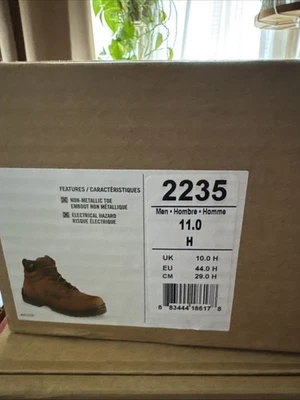 FEATURES / CARACTÉRISTIQUES
NON-METALLIC TOE
EMBOUT NON MÉTALLIQUE
ELECTRICAL HAZARD
RISQUE ÉLECTRIQUE
2235
Men • Hombre • Homme
11.0
H
UK 10.0 H
EU 44.0 H
CM 29.0 H
8 83444 18617 8